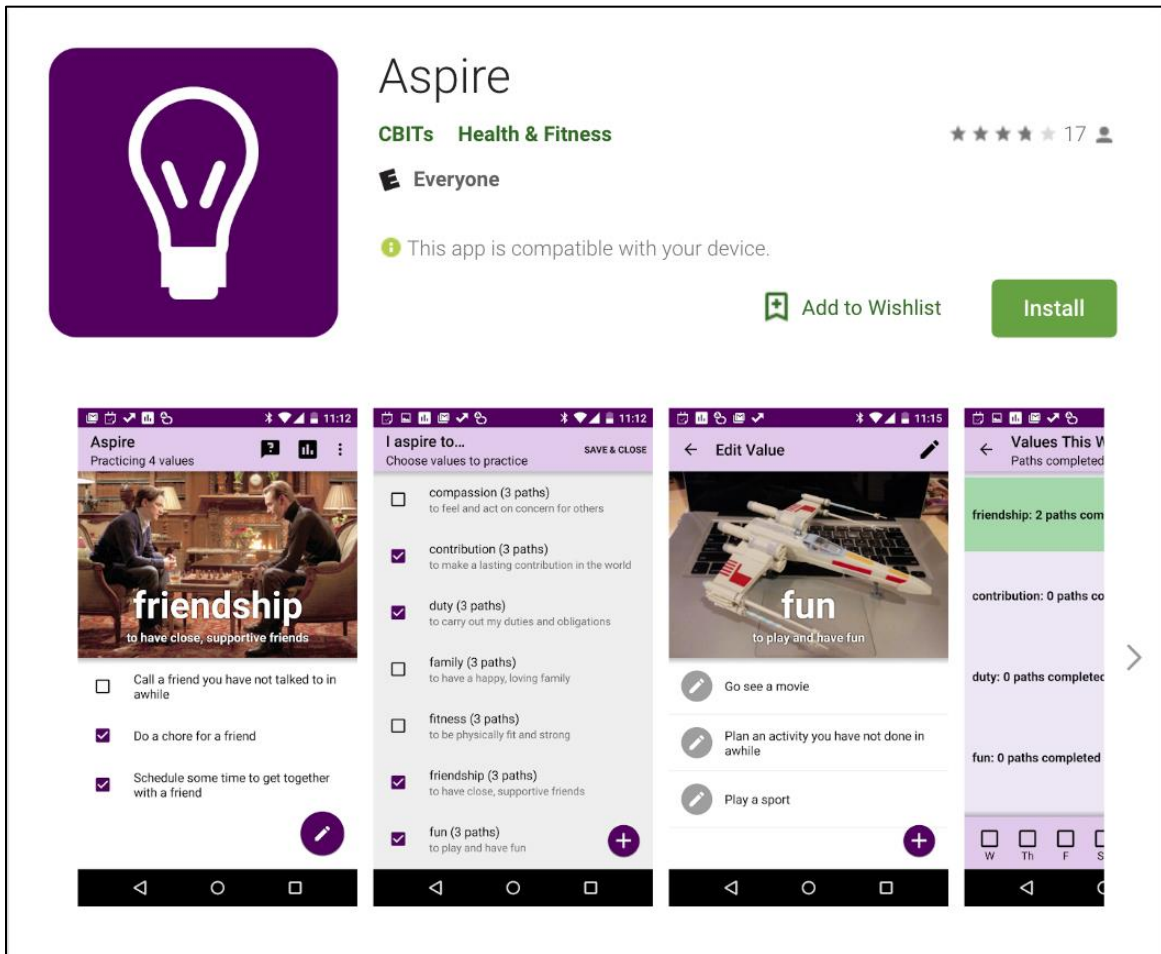 Aspire
CBITs Health & Fitness
17
E Everyone
This app is compatible with your device.
Add to Wishlist
Install
11:12
Aspire
Practicing 4 values
friendship
to have close, supportive friends
Call a friend you have not talked to in
awhile
Do a chore for a friend
Schedule some time to get together
with a friend
11:12
I aspire to...
Choose values to practice
SAVE & CLOSE
compassion (3 paths)
to feel and act on concern for others
contribution (3 paths)
to make a lasting contribution in the world
duty (3 paths)
to carry out my duties and obligations
family (3 paths)
to have a happy, loving family
fitness (3 paths)
to be physically fit and strong
friendship (3 paths)
to have close, supportive friends
fun (3 paths)
to play and have fun
11:15
Edit Value
fun
to play and have fun
Go see a movie
Plan an activity you have not done in
awhile
Play a sport
Values This W
Paths completed
friendship: 2 paths com
contribution: 0 paths co
duty: 0 paths completed
fun: 0 paths completed
W Th F S